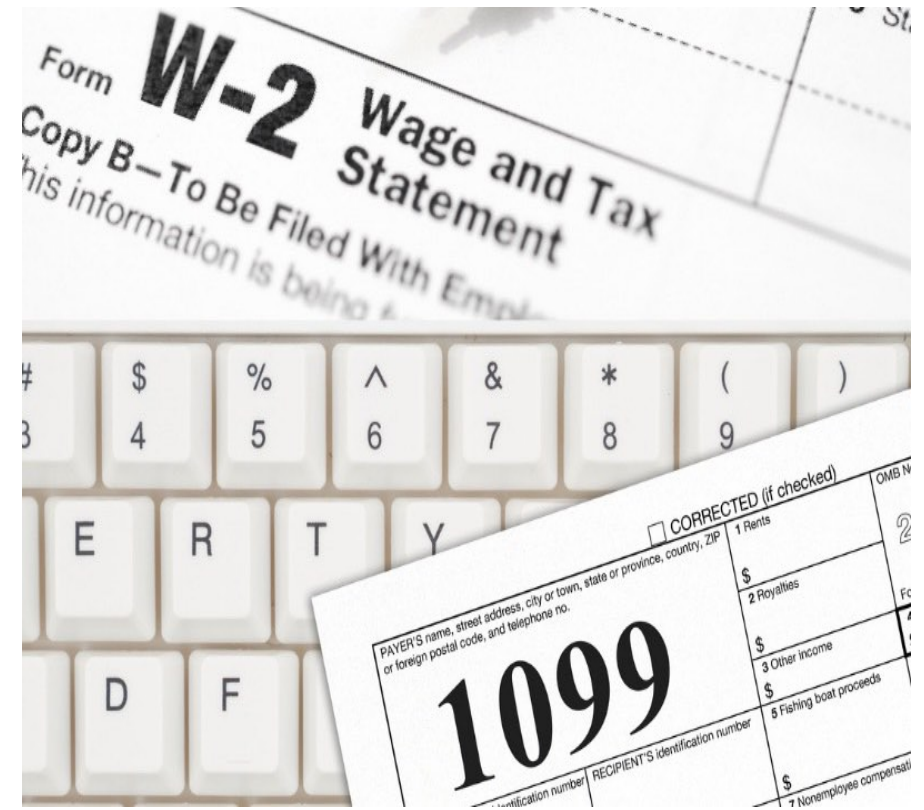 Form W-2 Wage and Tax
Statement
Copy B—To Be Filed With
This information is being
# $ % ^ & * ( )
3 4 5 6 7 8 9
E R T Y
D F
CORRECTED (if checked)
PAYER'S name, street address, city or town, state or province, country, ZIP
or foreign postal code, and telephone no.
1 Rents
$
2 Royalties
$
3 Other income
$
5 Fishing boat proceeds
$
7 Nonemployee
OMB
1099
identification number
RECIPIENT'S identification number